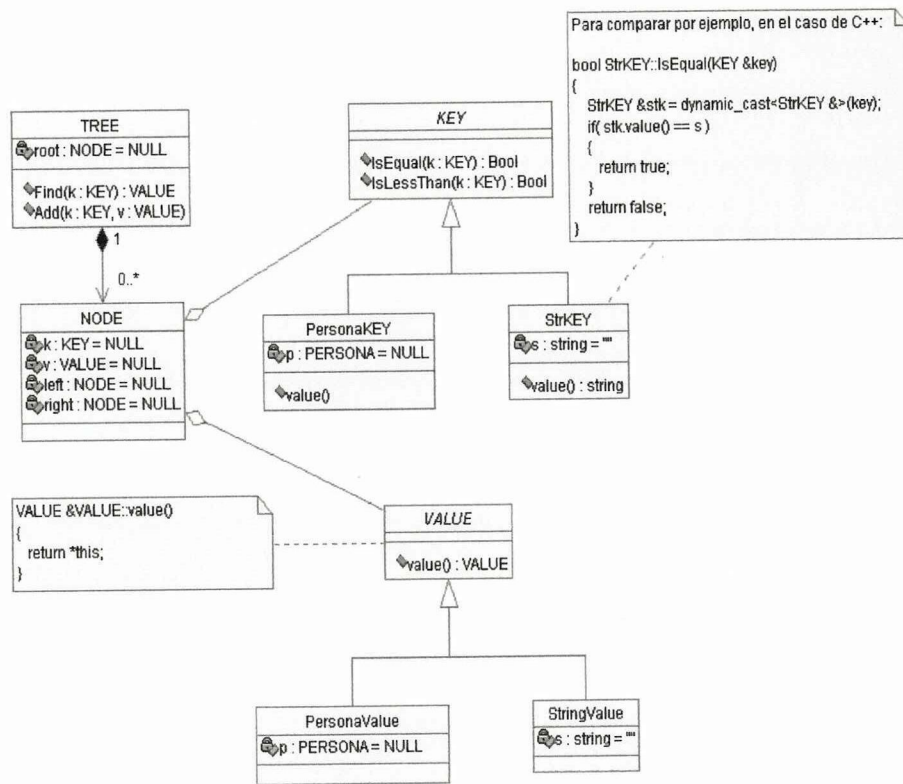 Para comparar por ejemplo, en el caso de C++:
bool StrKEY::IsEqual(KEY &key)
{
StrKEY &stk = dynamic_cast<StrKEY &>(key);
if( stk.value() == s )
{
return true;
}
return false;
}
TREE
root : NODE = NULL
Find(k : KEY) : VALUE
Add(k : KEY, v : VALUE)
1
0..*
KEY
IsEqual(k : KEY) : Bool
IsLessThan(k : KEY) : Bool
NODE
k : KEY = NULL
v : VALUE = NULL
left : NODE = NULL
right : NODE = NULL
PersonaKEY
p : PERSONA = NULL
value()
StrKEY
s : string = ""
value() : string
VALUE &VALUE::value()
{
return *this;
}
VALUE
value() : VALUE
PersonaValue
p : PERSONA = NULL
StringValue
s : string = ""